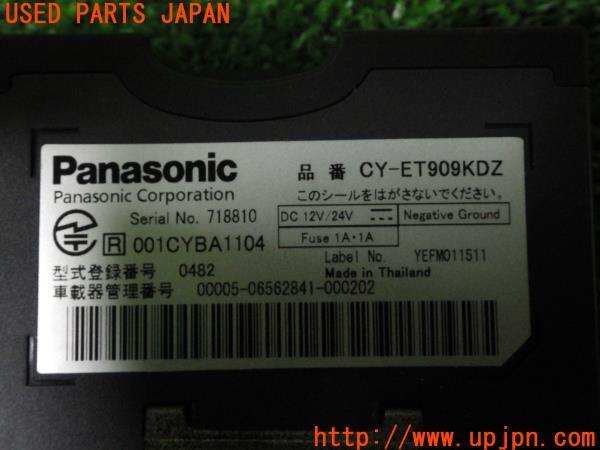 USED PARTS JAPAN
Panasonic
品番 CY-ET909KDZ
Panasonic Corporation
このシールをはがさないでください。
Serial No. 718810
DC 12V/24V
Negative Ground
Fuse 1A・1A
R 001CYBA1104
Label No. YEFM011511
型式登録番号 0482
Made in Thailand
車載器管理番号 00005-06562841-000202
http://www.upjpn.com/